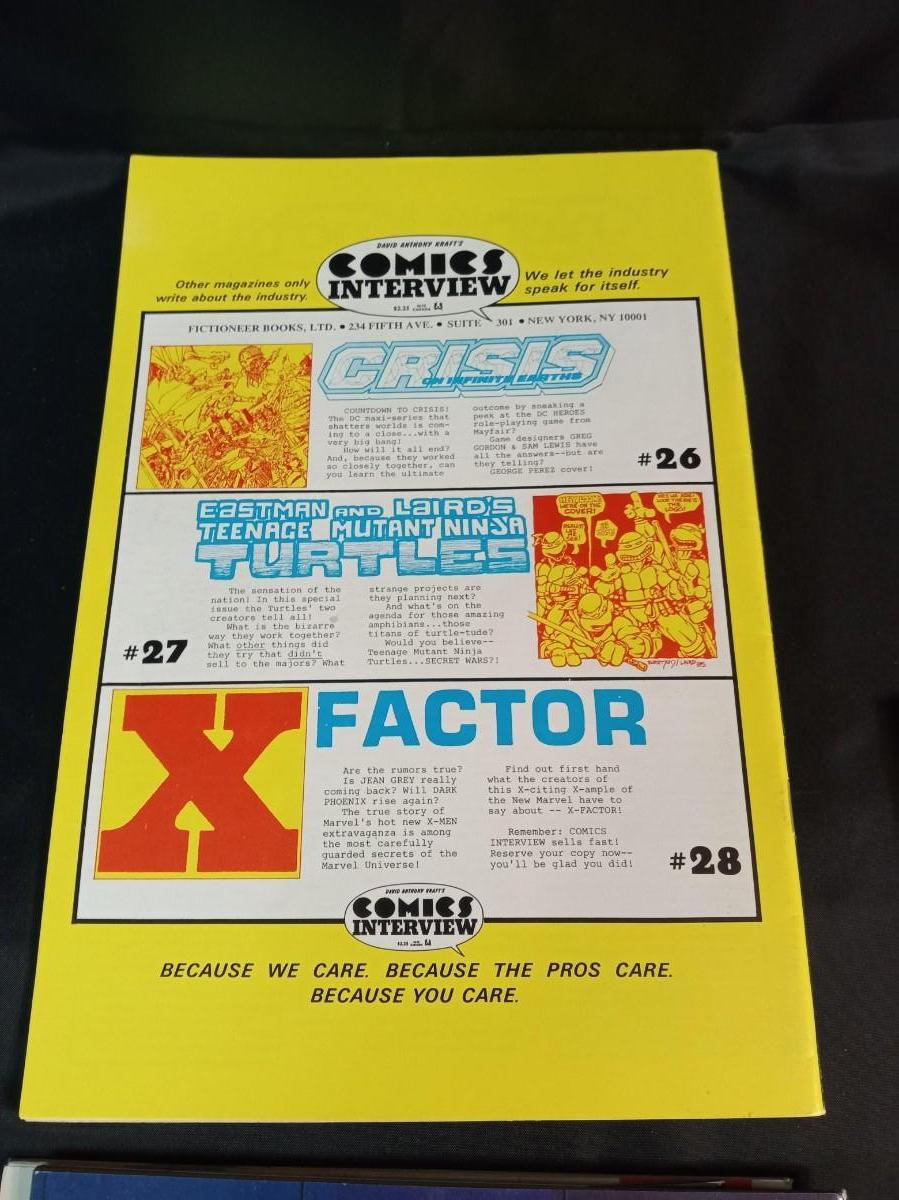 DAVID ANTHONY KRAFT'S
COMICS
INTERVIEW
Other magazines only
write about the industry.
We let the industry
speak for itself.
FICTIONEER BOOKS, LTD. • 234 FIFTH AVE. • SUITE 301 • NEW YORK, NY 10001
CRISIS
ON INFINITE EARTHS
COUNTDOWN TO CRISIS!
The DC maxi-series that
shatters worlds is com-
ing to a close...with a
very big bang!
How will it all end?
And, because they worked
so closely together, can
you learn the ultimate
outcome by sneaking a
peek at the DC HEROES
role-playing game from
Mayfair?
Game designers GREG
GORDON & SAM LEWIS have
all the answers--but are
they telling?
GEORGE PEREZ cover!
#26
EASTMAN AND LAIRD'S
TEENAGE MUTANT NINJA
TURTLES
The sensation of the
nation! In this special
issue the Turtles' two
creators tell all!
What is the bizarre
way they work together?
What other things did
they try that didn't
sell to the majors? What
strange projects are
they planning next?
And what's on the
agenda for those amazing
amphibians...those
titans of turtle-tude?
Would you believe--
Teenage Mutant Ninja
Turtles...SECRET WARS?!
#27
X
FACTOR
Are the rumors true?
Is JEAN GREY really
coming back? Will DARK
PHOENIX rise again?
The true story of
Marvel's hot new X-MEN
extravaganza is among
the most carefully
guarded secrets of the
Marvel Universe!
Find out first hand
what the creators of
this X-citing X-ample of
the New Marvel have to
say about -- X-FACTOR!
Remember: COMICS
INTERVIEW sells fast!
Reserve your copy now--
you'll be glad you did!
#28
DAVID ANTHONY KRAFT'S
COMICS
INTERVIEW
BECAUSE WE CARE. BECAUSE THE PROS CARE.
BECAUSE YOU CARE.